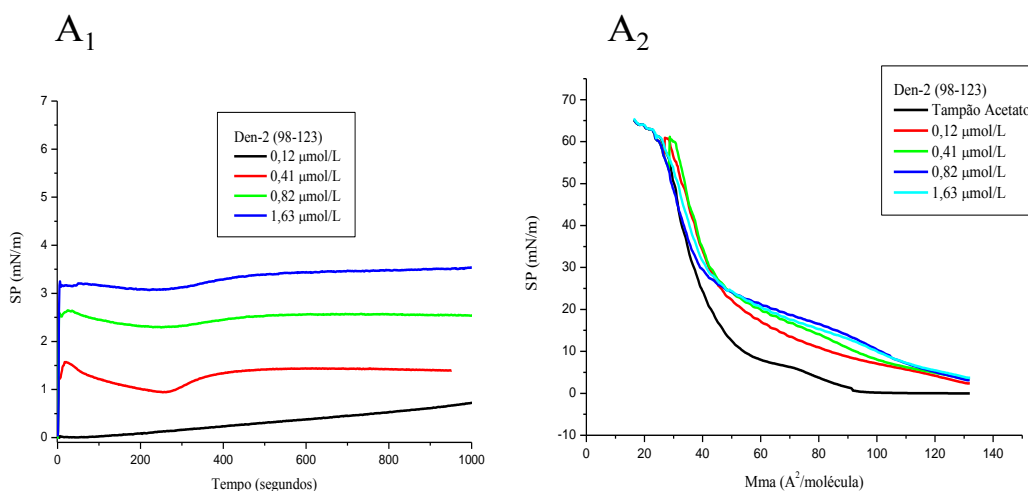 A1
7
6
5
4
3
2
1
0
SP (mN/m)
Den-2 (98-123)
0,12 μmol/L
0,41 μmol/L
0,82 μmol/L
1,63 μmol/L
0 200 400 600 800 1000
Tempo (segundos)
A2
70
60
50
40
30
20
10
0
-10
SP (mN/m)
Den-2 (98-123)
Tampão Acetato
0,12 μmol/L
0,41 μmol/L
0,82 μmol/L
1,63 μmol/L
0 20 40 60 80 100 120 140
Mma (A²/molécula)